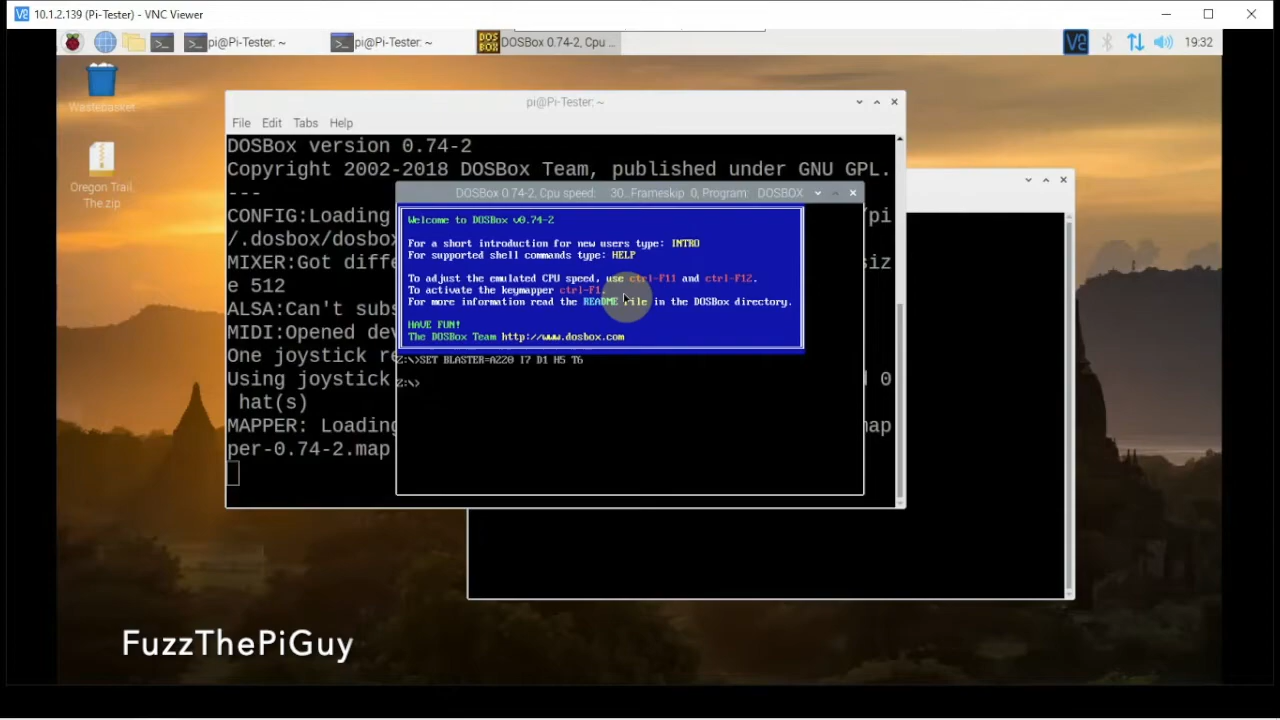 10.1.2.139 (Pi-Tester) - VNC Viewer
pi@Pi-Tester: ~
pi@Pi-Tester: ~
DOSBox 0.74-2, Cpu ...
19:32
Wastebasket
Oregon Trail,
The.zip
pi@Pi-Tester: ~
File Edit Tabs Help
DOSBox version 0.74-2
Copyright 2002-2018 DOSBox Team, published under GNU GPL.
---
CONFIG:Loading
/pi
/.dosbox/dosbox
MIXER:Got diffe
siz
e 512
ALSA:Can't subs
MIDI:Opened dev
One joystick re
Using joystick
0
hat(s)
MAPPER: Loading
map
per-0.74-2.map
DOSBox 0.74-2, Cpu speed: 30..Frameskip 0, Program: DOSBOX
Welcome to DOSBox v0.74-2
For a short introduction for new users type: INTRO
For supported shell commands type: HELP
To adjust the emulated CPU speed, use ctrl-F11 and ctrl-F12.
To activate the keymapper ctrl-F1.
For more information read the README file in the DOSBox directory.
HAVE FUN!
The DOSBox Team http://www.dosbox.com
Z:\>SET BLASTER=A220 I7 D1 H5 T6
Z:\>
FuzzThePiGuy